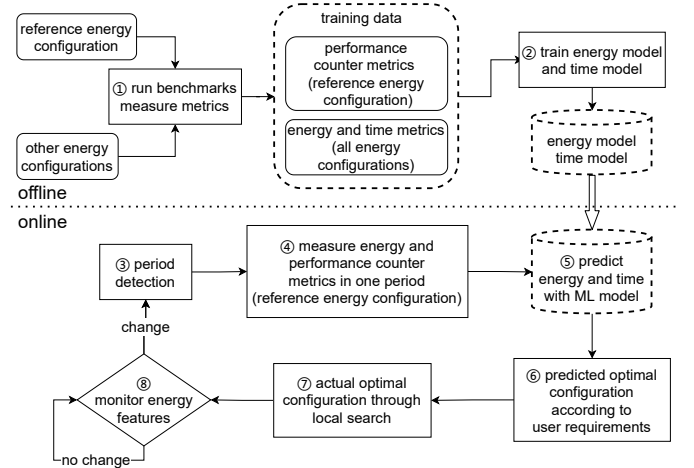 reference energy
configuration
① run benchmarks
measure metrics
other energy
configurations
offline
training data
performance
counter metrics
(reference energy
configuration)
energy and time metrics
(all energy
configurations)
② train energy model
and time model
energy model
time model
online
③ period
detection
④ measure energy and
performance counter
metrics in one period
(reference energy configuration)
⑤ predict
energy and time
with ML model
change
⑧
monitor energy
features
no change
⑦ actual optimal
configuration through
local search
⑥ predicted optimal
configuration
according to
user requirements